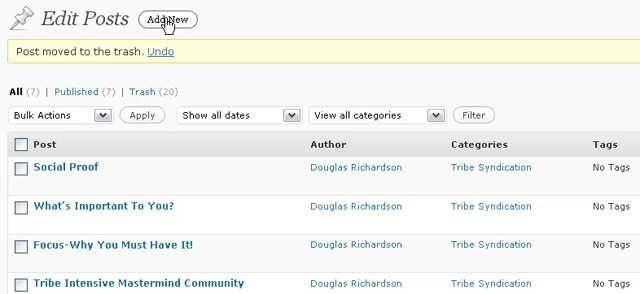 Edit Posts Add New
Post moved to the trash. Undo
All (7) | Published (7) | Trash (20)
Bulk Actions Apply Show all dates View all categories Filter
Post Author Categories Tags
Social Proof Douglas Richardson Tribe Syndication No Tags
What's Important To You? Douglas Richardson Tribe Syndication No Tags
Focus-Why You Must Have It! Douglas Richardson Tribe Syndication No Tags
Tribe Intensive Mastermind Community Douglas Richardson Tribe Syndication No Tags